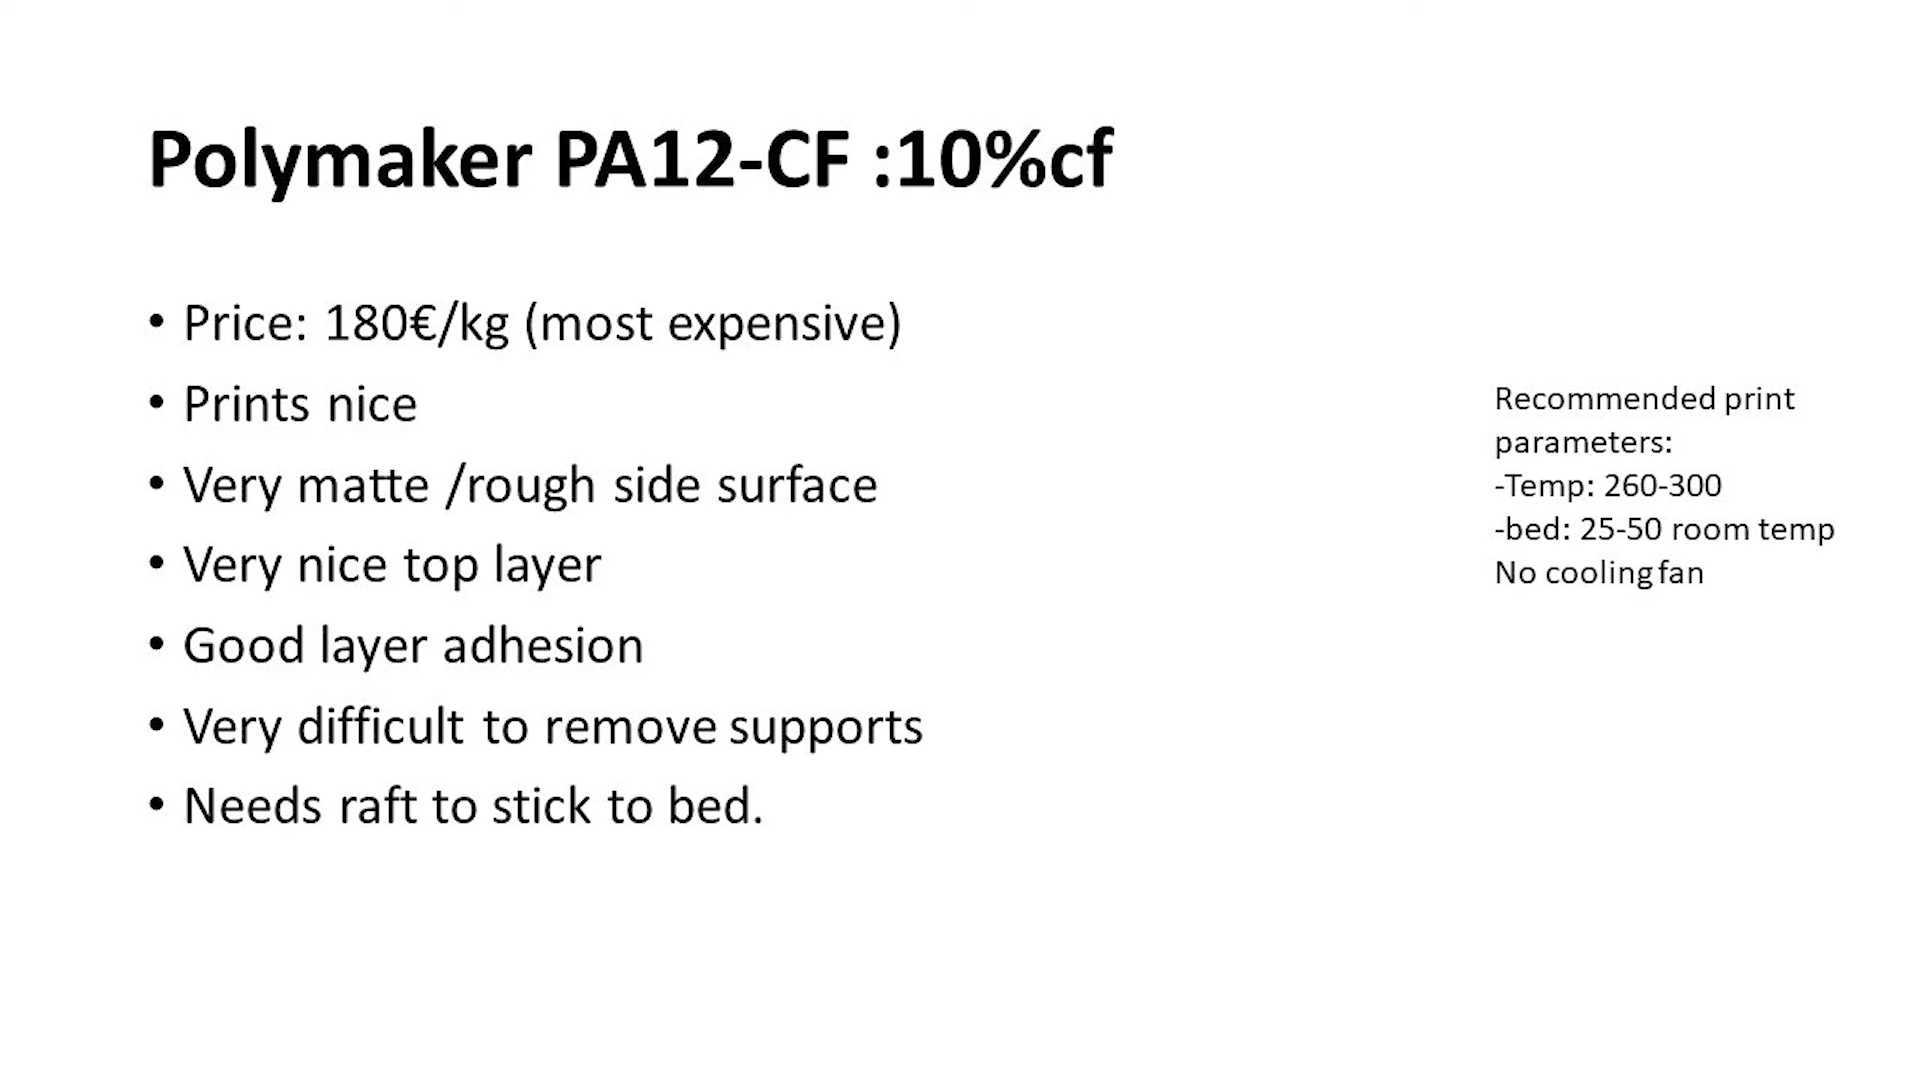 Polymaker PA12-CF :10%cf
• Price: 180€/kg (most expensive)
• Prints nice
• Very matte /rough side surface
• Very nice top layer
• Good layer adhesion
• Very difficult to remove supports
• Needs raft to stick to bed.
Recommended print
parameters:
-Temp: 260-300
-bed: 25-50 room temp
No cooling fan